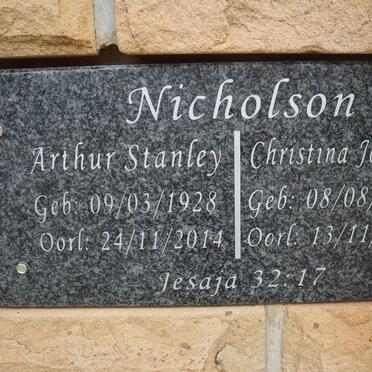 Nicholson
Arthur Stanley Christina
Geb: 09/03/1928 Geb: 08/08/
Oorl: 24/11/2014 Oorl: 13/11/
Jesaja 32:17